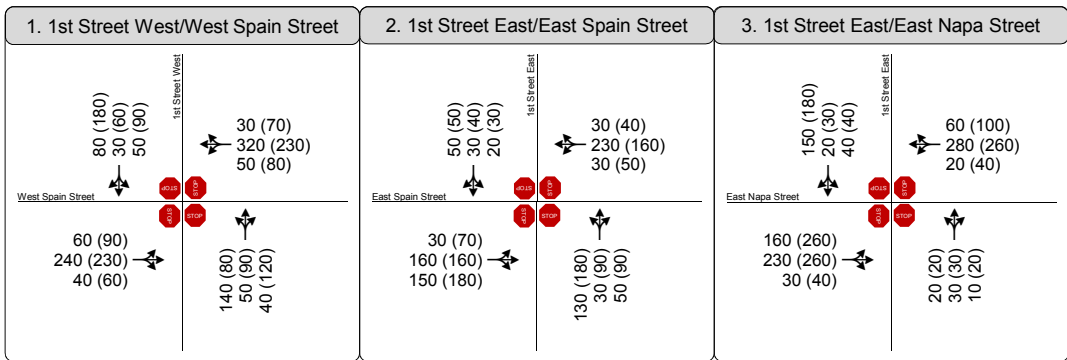 1. 1st Street West/West Spain Street
1st Street West
80 (180)
30 (60)
50 (90)
30 (70)
320 (230)
50 (80)
West Spain Street
STOP
STOP
STOP
STOP
60 (90)
240 (230)
40 (60)
140 (80)
50 (90)
40 (120)
2. 1st Street East/East Spain Street
1st Street East
50 (50)
30 (40)
20 (30)
30 (40)
230 (160)
30 (50)
East Spain Street
STOP
STOP
STOP
STOP
30 (70)
160 (160)
150 (180)
130 (180)
30 (90)
50 (90)
3. 1st Street East/East Napa Street
1st Street East
150 (180)
20 (30)
40 (40)
60 (100)
280 (260)
20 (40)
East Napa Street
STOP
STOP
STOP
STOP
160 (260)
230 (260)
30 (40)
20 (20)
30 (30)
10 (20)